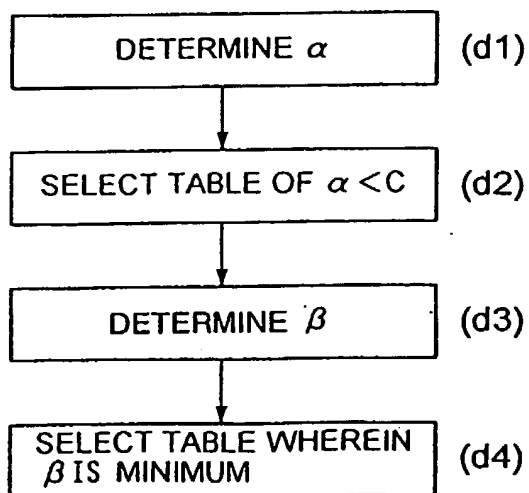 DETERMINE α (d1)
SELECT TABLE OF α <C (d2)
DETERMINE β (d3)
SELECT TABLE WHEREIN
β IS MINIMUM (d4)